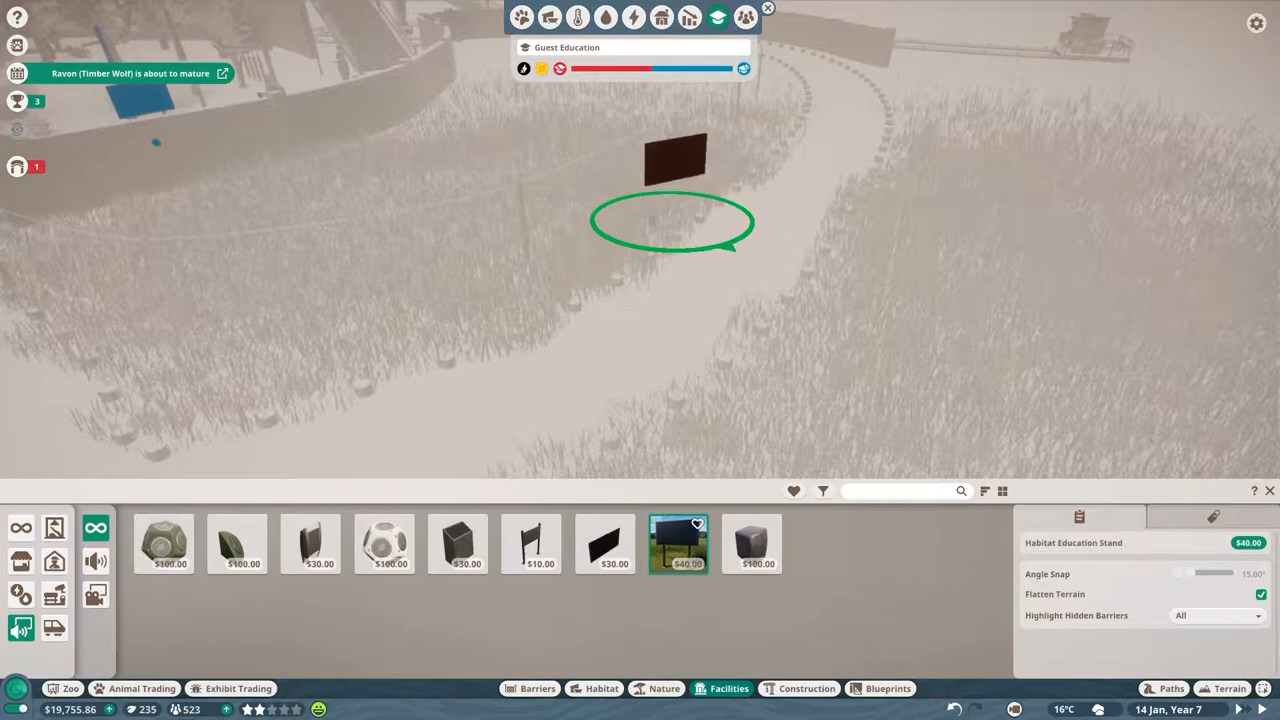 ?
Guest Education
Ravon (Timber Wolf) is about to mature
3
1
?
$100.00
$100.00
$30.00
$100.00
$30.00
$10.00
$30.00
$40.00
$100.00
Habitat Education Stand
$40.00
Angle Snap
15.00°
Flatten Terrain
Highlight Hidden Barriers
All
Zoo
Animal Trading
Exhibit Trading
Barriers
Habitat
Nature
Facilities
Construction
Blueprints
Paths
Terrain
$19,755.86
235
523
16°C
14 Jan, Year 7